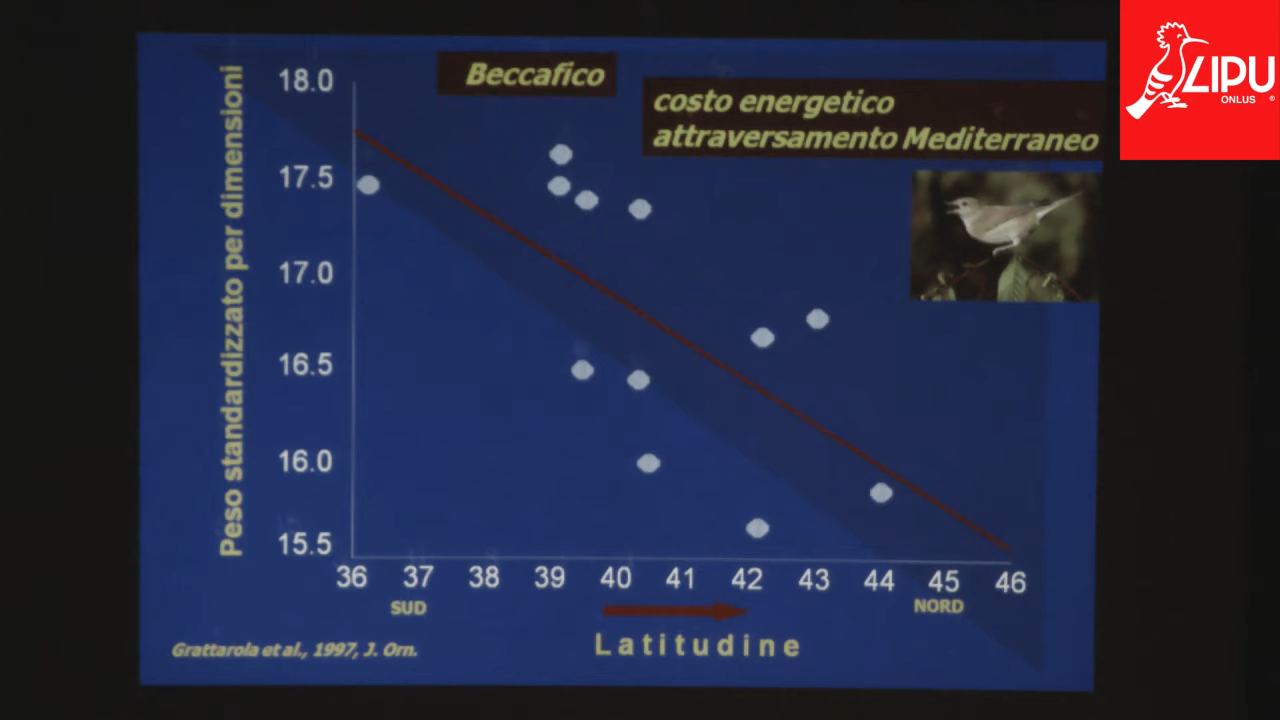 Beccafico
costo energetico
attraversamento Mediterraneo
LIPU
ONLUS ®
Peso standardizzato per dimensioni
18.0
17.5
17.0
16.5
16.0
15.5
36 37 38 39 40 41 42 43 44 45 46
SUD NORD
Latitudine
Grattarola et al., 1997, J. Orn.